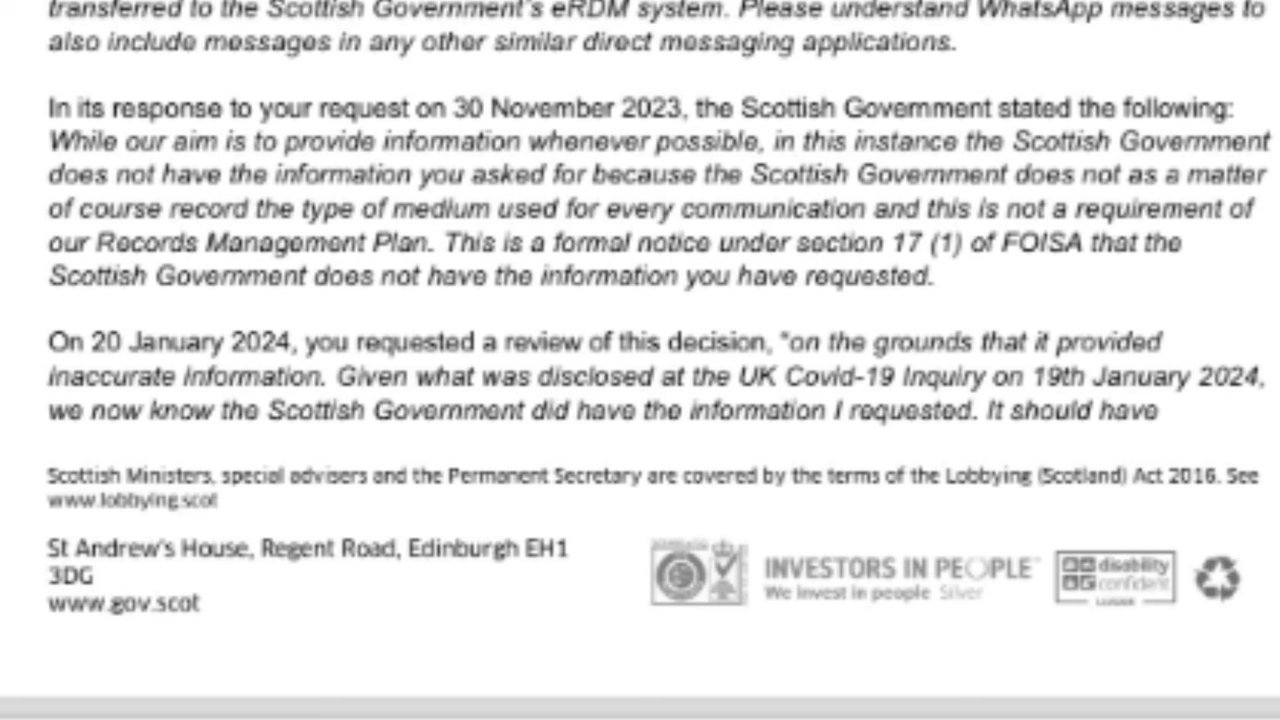 transferred to the Scottish Government's eRDM system. Please understand WhatsApp messages to
also include messages in any other similar direct messaging applications.
In its response to your request on 30 November 2023, the Scottish Government stated the following:
While our aim is to provide information whenever possible, in this instance the Scottish Government
does not have the information you asked for because the Scottish Government does not as a matter
of course record the type of medium used for every communication and this is not a requirement of
our Records Management Plan. This is a formal notice under section 17 (1) of FOISA that the
Scottish Government does not have the information you have requested.
On 20 January 2024, you requested a review of this decision, "on the grounds that it provided
inaccurate information. Given what was disclosed at the UK Covid-19 Inquiry on 19th January 2024,
we now know the Scottish Government did have the information I requested. It should have
Scottish Ministers, special advisers and the Permanent Secretary are covered by the terms of the Lobbying (Scotland) Act 2016. See
www.lobbying.scot
St Andrew's House, Regent Road, Edinburgh EH1
3DG
www.gov.scot
INVESTORS IN PEOPLE™
We invest in people Silver
disability
confident